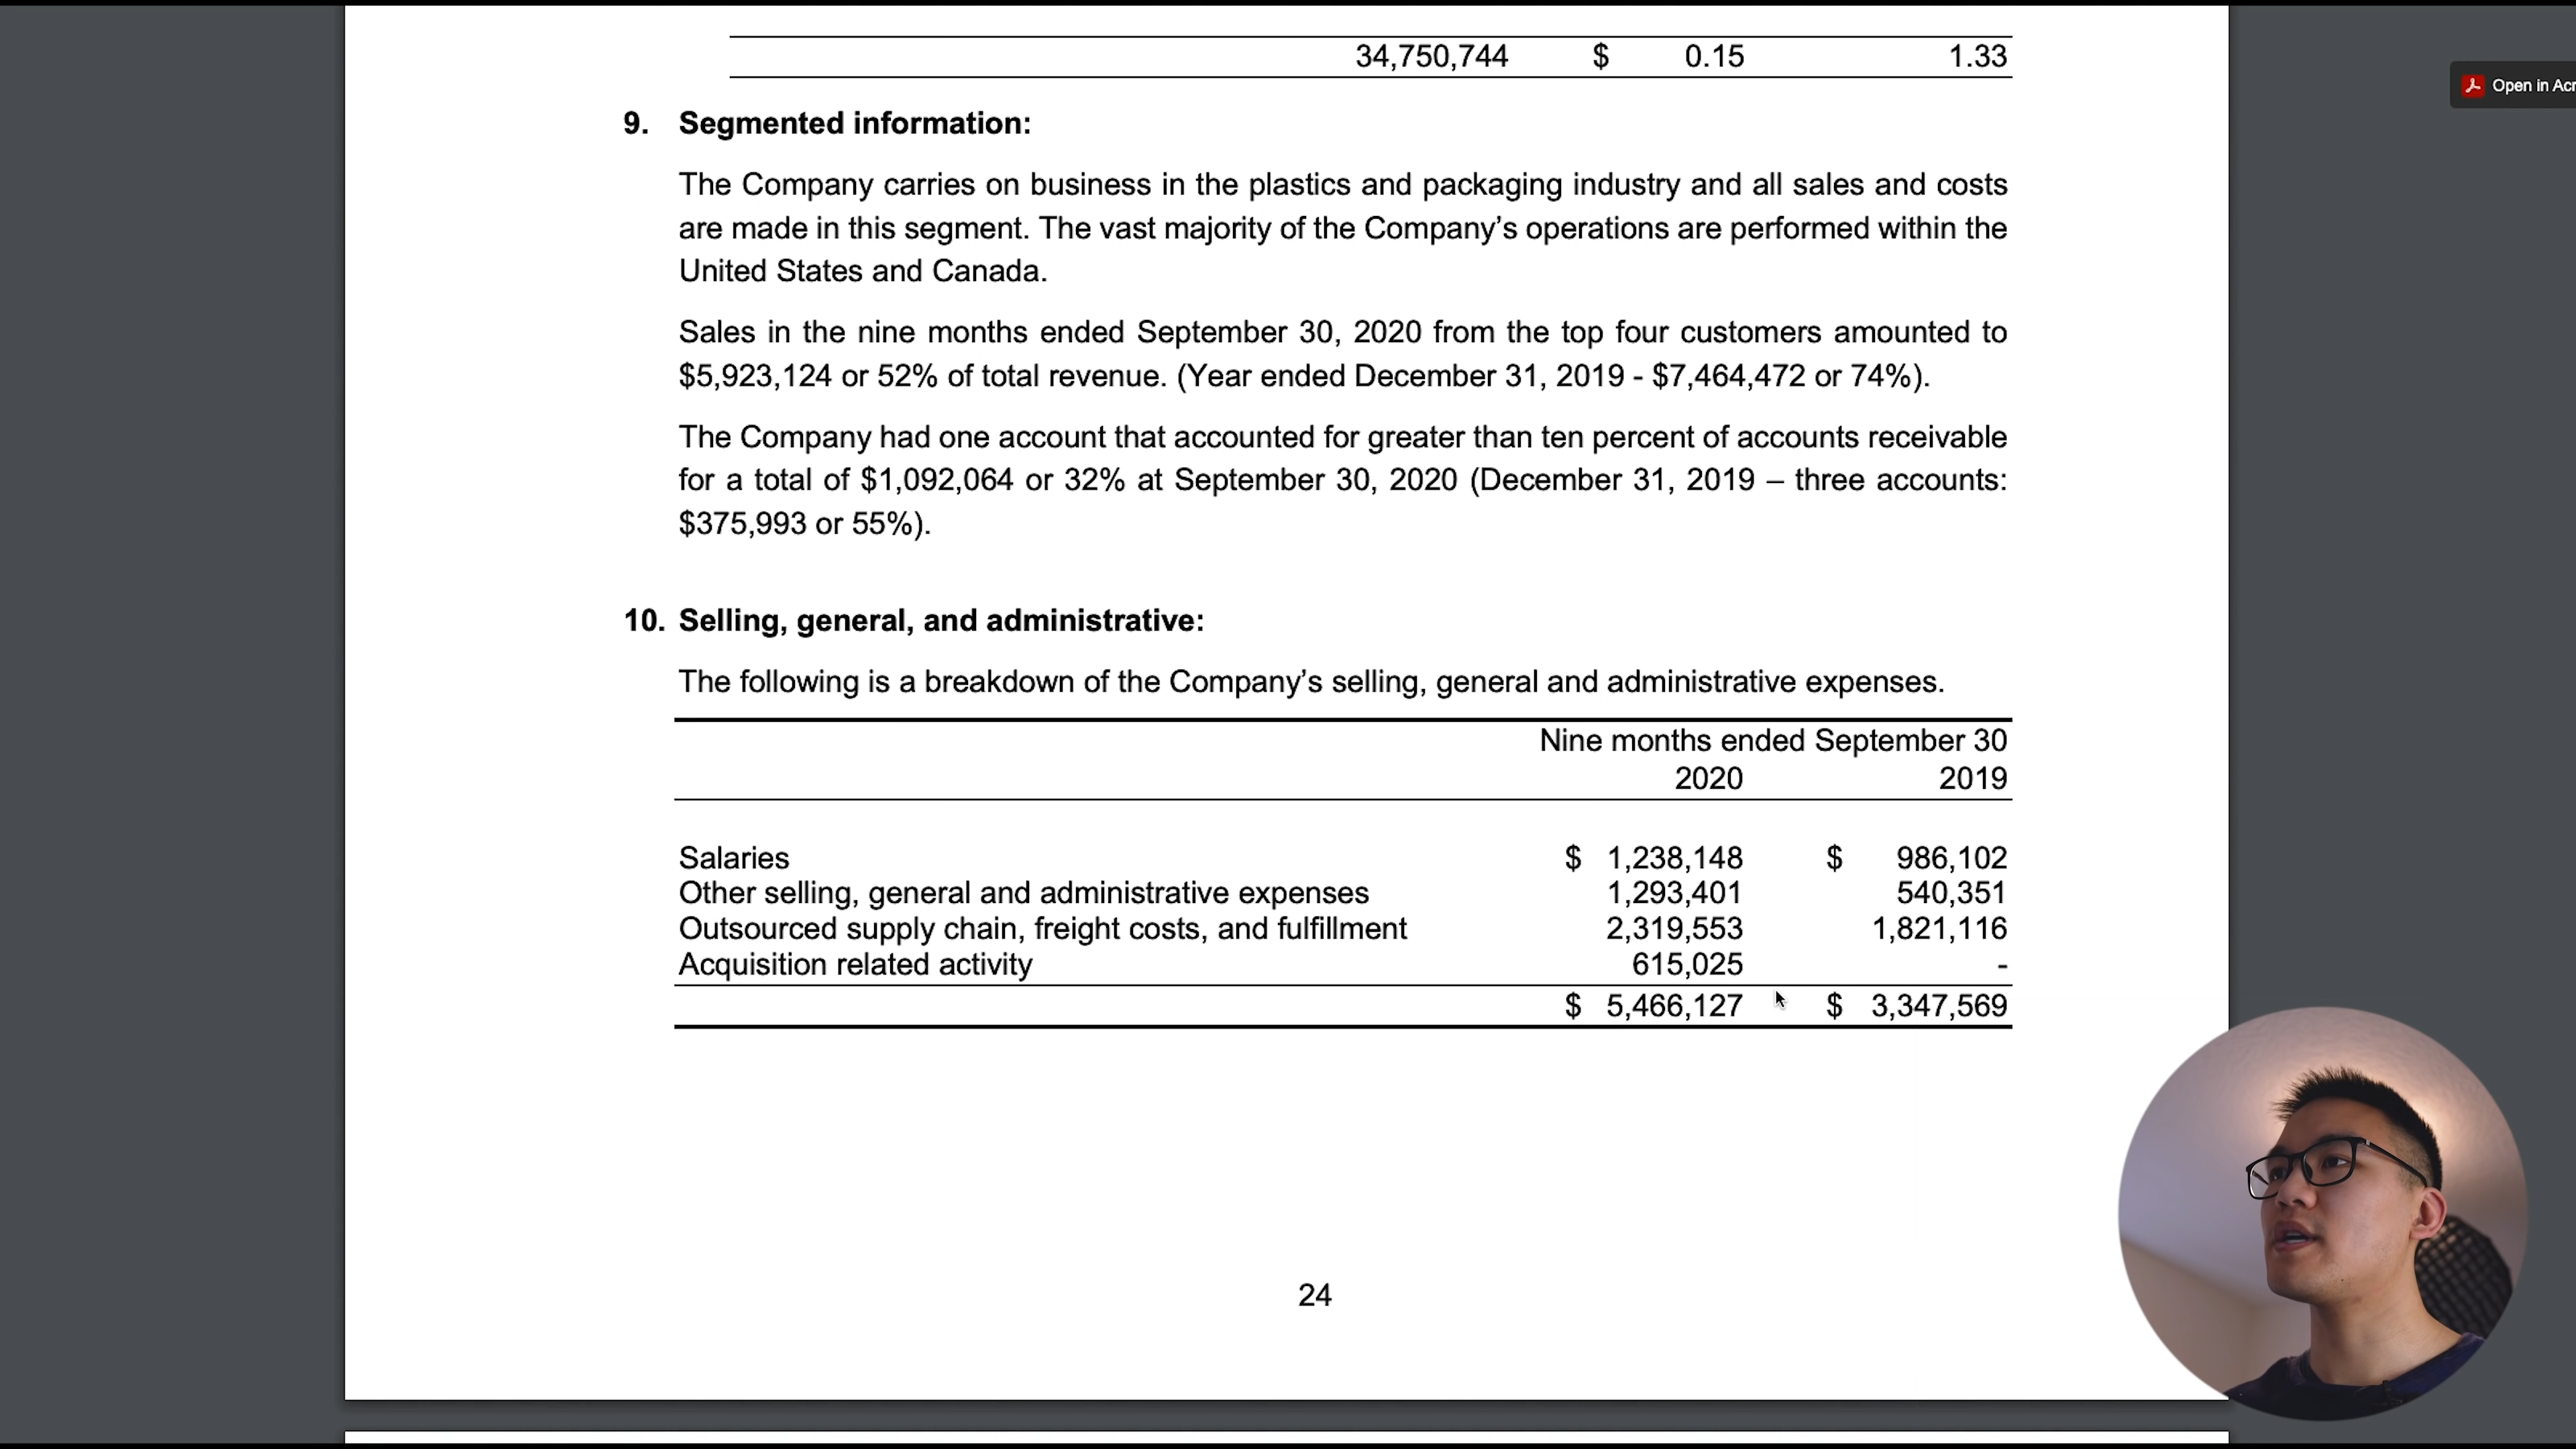 34,750,744 $ 0.15 1.33
Open in Acr
9. Segmented information:
The Company carries on business in the plastics and packaging industry and all sales and costs
are made in this segment. The vast majority of the Company’s operations are performed within the
United States and Canada.
Sales in the nine months ended September 30, 2020 from the top four customers amounted to
$5,923,124 or 52% of total revenue. (Year ended December 31, 2019 - $7,464,472 or 74%).
The Company had one account that accounted for greater than ten percent of accounts receivable
for a total of $1,092,064 or 32% at September 30, 2020 (December 31, 2019 – three accounts:
$375,993 or 55%).
10. Selling, general, and administrative:
The following is a breakdown of the Company’s selling, general and administrative expenses.
Nine months ended September 30
2020 2019
Salaries $ 1,238,148 $ 986,102
Other selling, general and administrative expenses 1,293,401 540,351
Outsourced supply chain, freight costs, and fulfillment 2,319,553 1,821,116
Acquisition related activity 615,025 -
$ 5,466,127 $ 3,347,569
24